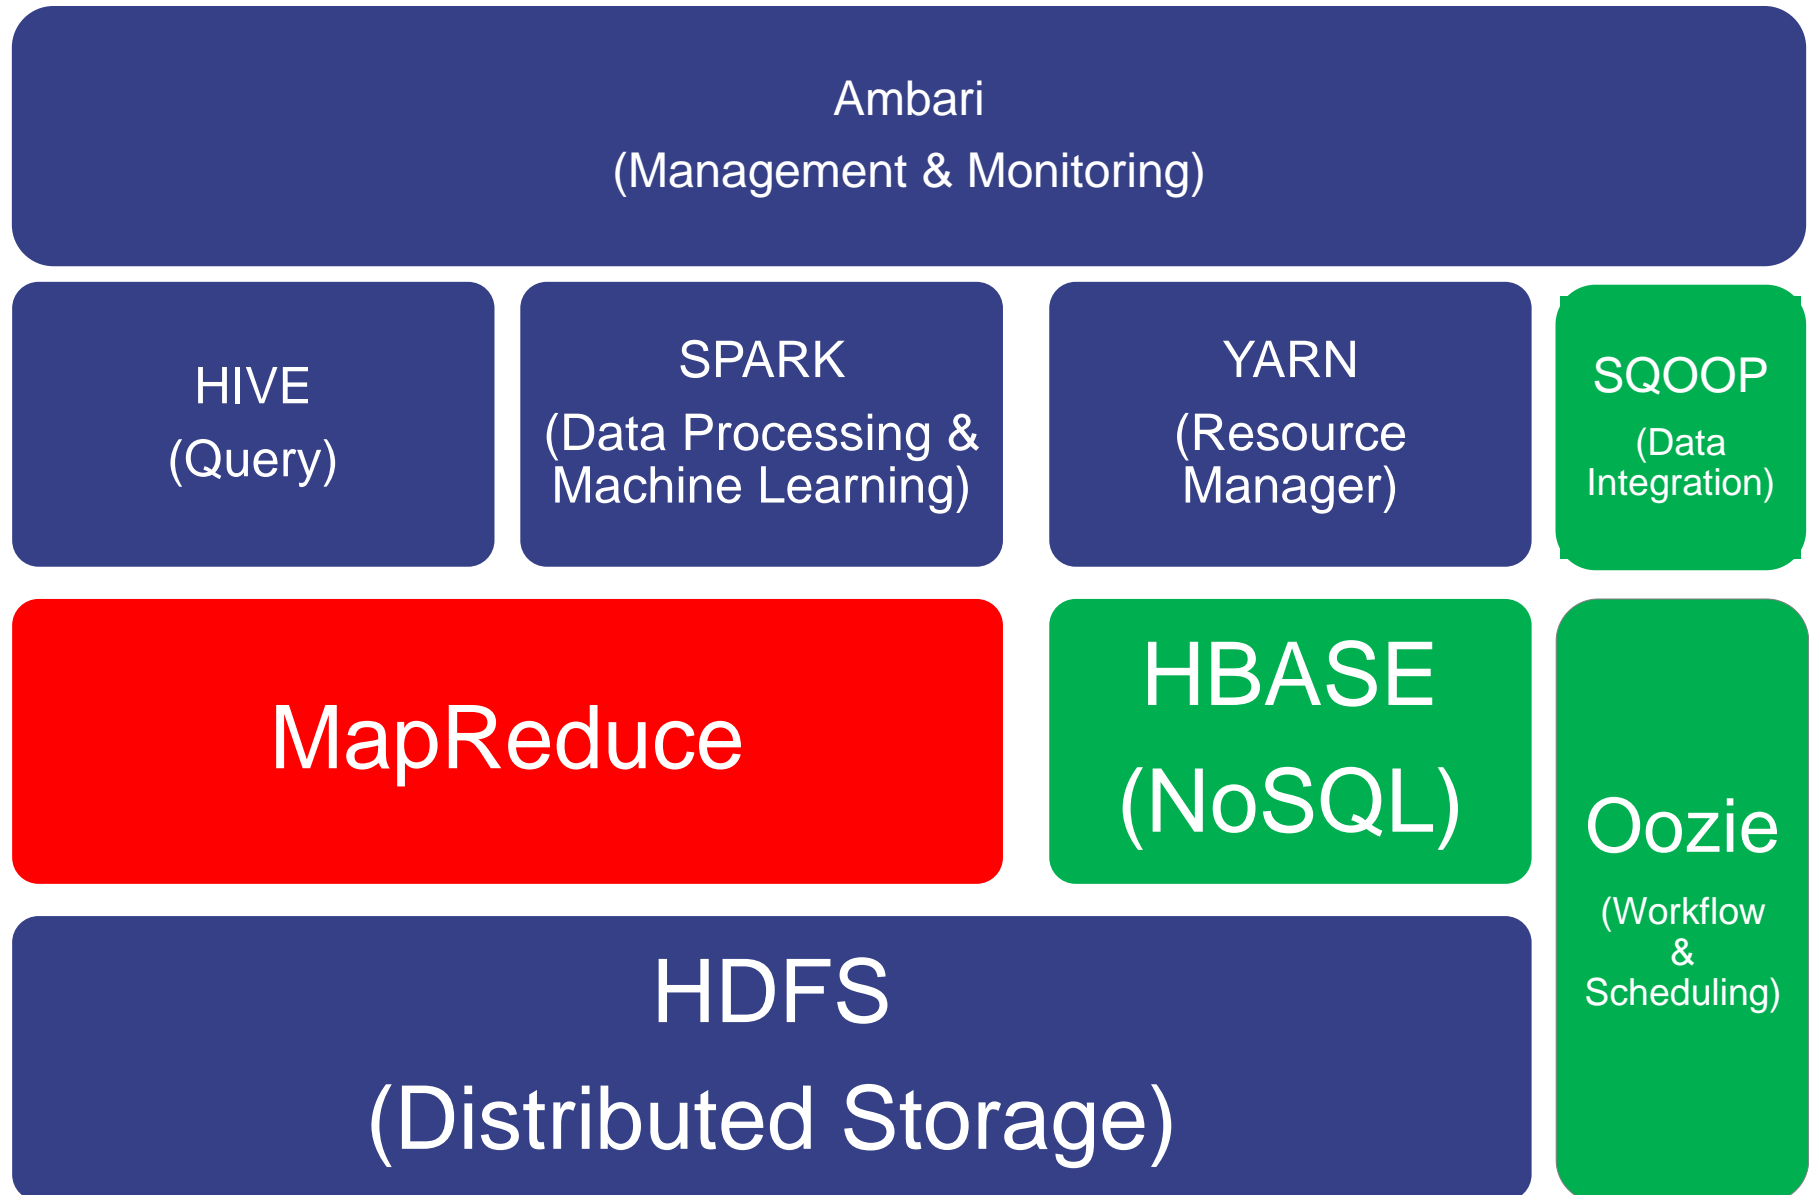 Ambari
(Management & Monitoring)
HIVE
(Query)
SPARK
(Data Processing &
Machine Learning)
YARN
(Resource
Manager)
SQOOP
(Data
Integration)
MapReduce
HBASE
(NoSQL)
Oozie
(Workflow
&
Scheduling)
HDFS
(Distributed Storage)